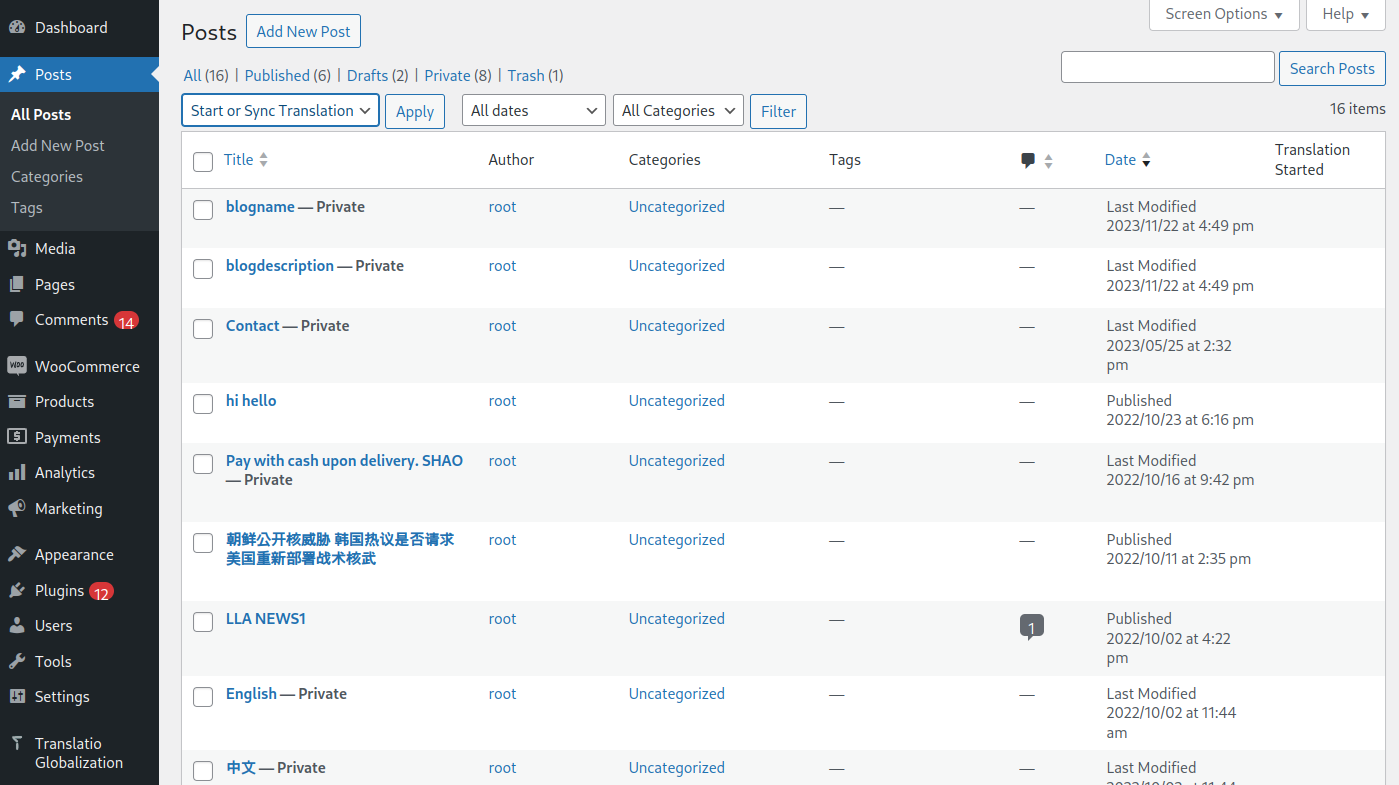 Dashboard
Posts
All Posts
Add New Post
Categories
Tags
Media
Pages
Comments 14
WooCommerce
Products
Payments
Analytics
Marketing
Appearance
Plugins 12
Users
Tools
Settings
Translatio
Globalization
Screen Options ▼ Help ▼
Posts Add New Post
All (16) | Published (6) | Drafts (2) | Private (8) | Trash (1)
Search Posts
Start or Sync Translation Apply All dates All Categories Filter 16 items
Title Author Categories Tags Date Translation
Started
blogname — Private root Uncategorized — — Last Modified
2023/11/22 at 4:49 pm
blogdescription — Private root Uncategorized — — Last Modified
2023/11/22 at 4:49 pm
Contact — Private root Uncategorized — — Last Modified
2023/05/25 at 2:32
pm
hi hello root Uncategorized — — Published
2022/10/23 at 6:16 pm
Pay with cash upon delivery. SHAO root Uncategorized — — Last Modified
— Private 2022/10/16 at 9:42 pm
朝鲜公开核威胁 韩国热议是否请求 root Uncategorized — — Published
美国重新部署战术核武 2022/10/11 at 2:35 pm
LLA NEWS1 root Uncategorized — 1 Published
2022/10/02 at 4:22
pm
English — Private root Uncategorized — — Last Modified
2022/10/02 at 11:44
am
中文 — Private root Uncategorized — — Last Modified